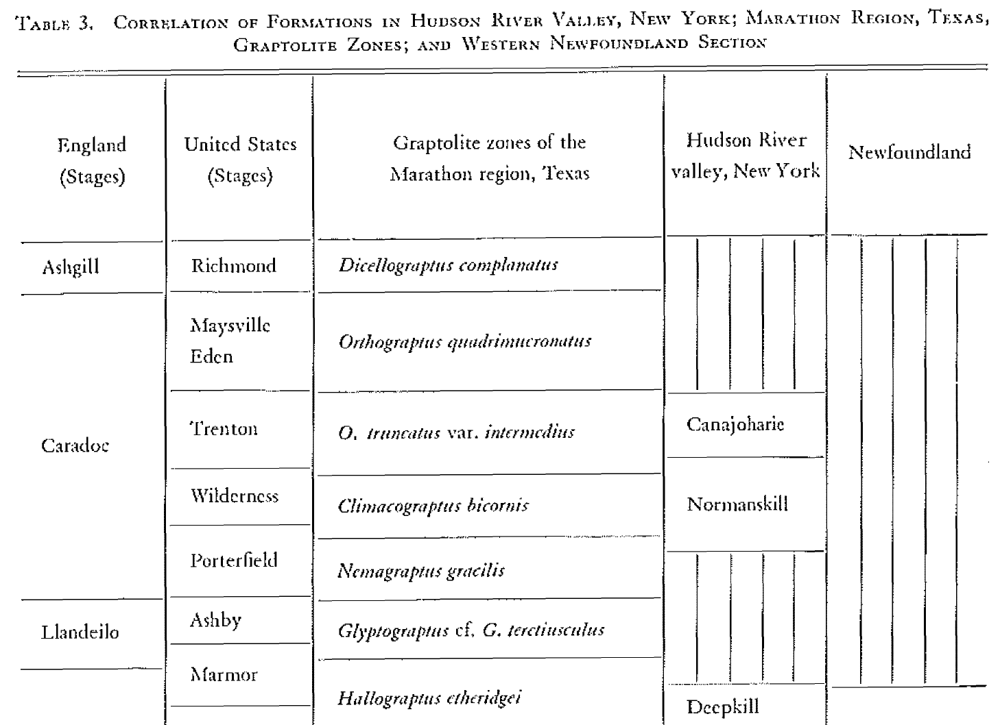 TABLE 3. CORRELATION OF FORMATIONS IN HUDSON RIVER VALLEY, NEW YORK; MARATHON REGION, TEXAS,
GRAPTOLITE ZONES; AND WESTERN NEWFOUNDLAND SECTION
England
(Stages)
United States
(Stages)
Graptolite zones of the
Marathon region, Texas
Hudson River
valley, New York
Newfoundland
Ashgill
Richmond
Dicellograptus complanatus
Maysville
Eden
Orthograptus quadrimucronatus
Caradoc
Trenton
O. truncatus var. intermedius
Canajoharie
Wilderness
Climacograptus bicornis
Normanskill
Porterfield
Nemagraptus gracilis
Llandeilo
Ashby
Glyptograptus cf. G. terctiusculus
Marmor
Hallograptus etheridgei
Deepkill